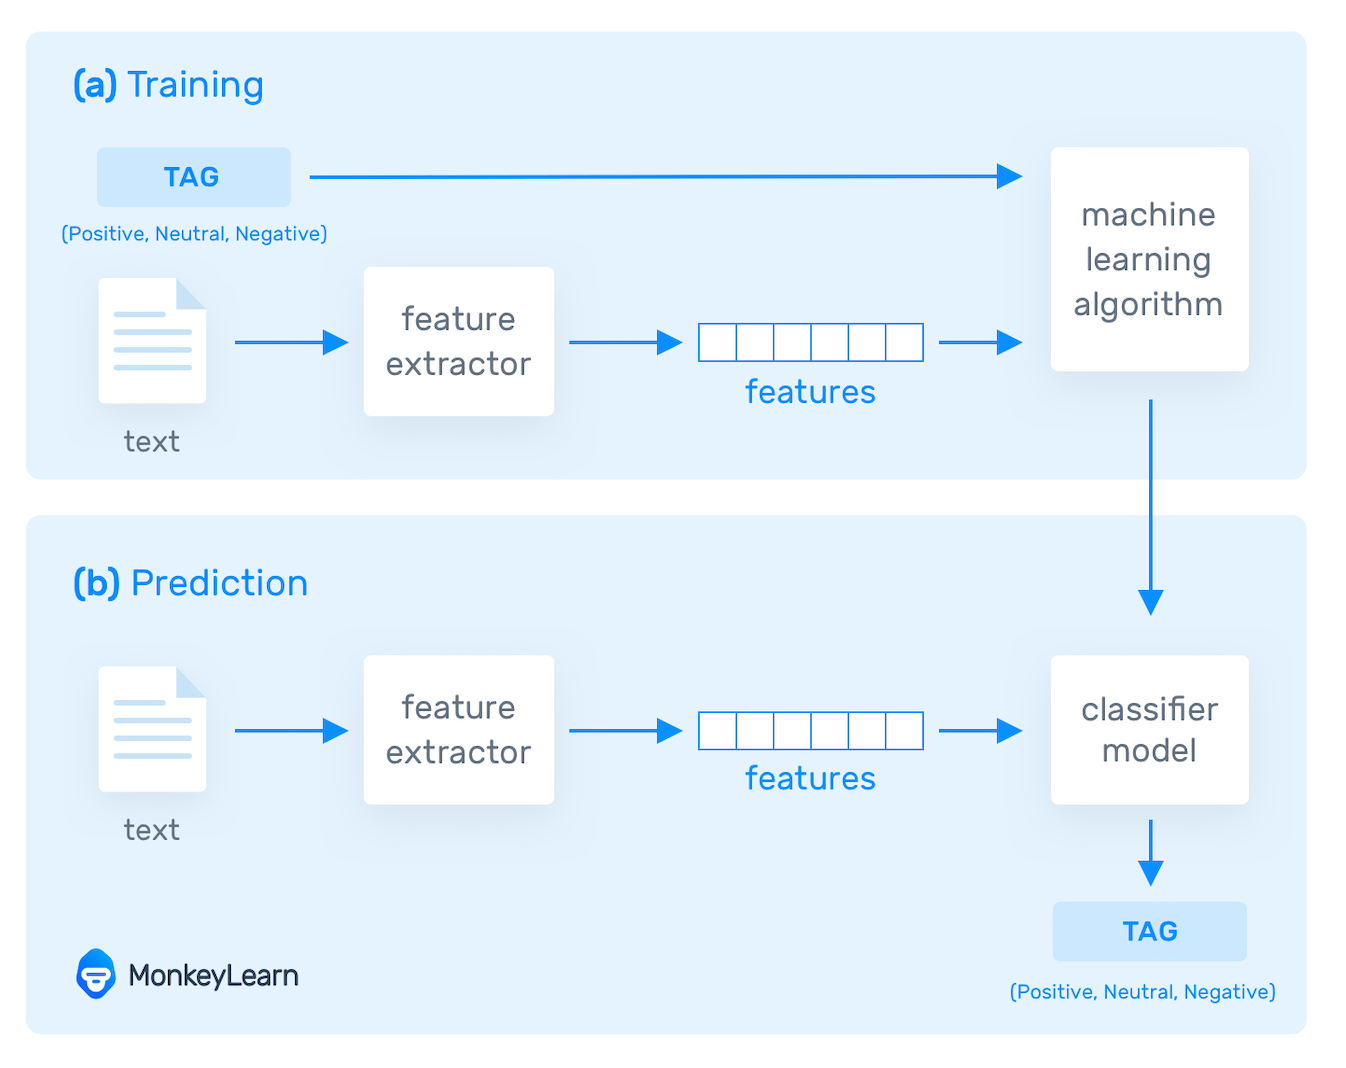 (a) Training
TAG
(Positive, Neutral, Negative)
machine
learning
algorithm
feature
extractor
features
text
(b) Prediction
feature
extractor
features
classifier
model
text
TAG
(Positive, Neutral, Negative)
MonkeyLearn